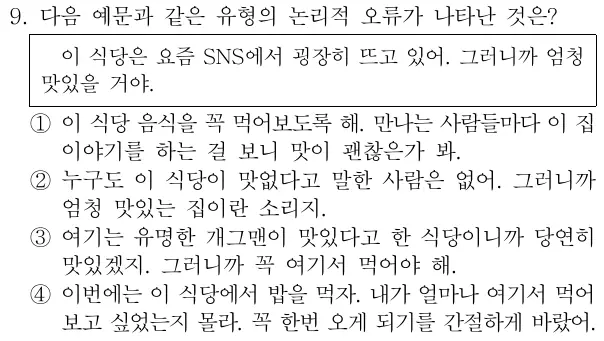 9. 다음 예문과 같은 유형의 논리적 오류가 나타난 것은?
이 식당은 요즘 SNS에서 굉장히 뜨고 있어. 그러니까 엄청
맛있을 거야.
① 이 식당 음식을 꼭 먹어보도록 해. 만나는 사람들마다 이 집
이야기를 하는 걸 보니 맛이 괜찮은가 봐.
② 누구도 이 식당이 맛없다고 말한 사람은 없어. 그러니까
엄청 맛있는 집이란 소리지.
③ 여기는 유명한 개그맨이 맛있다고 한 식당이니까 당연히
맛있겠지. 그러니까 꼭 여기서 먹어야 해.
④ 이번에는 이 식당에서 밥을 먹자. 내가 얼마나 여기서 먹어
보고 싶었는지 몰라. 꼭 한번 오게 되기를 간절하게 바랐어.